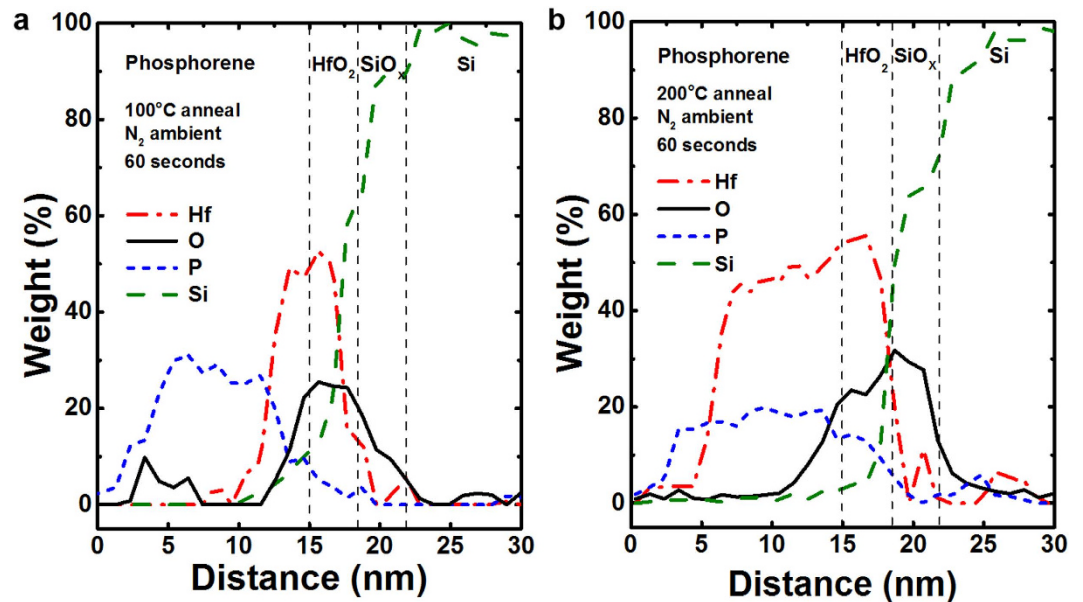 a
100
80
60
40
20
0
Weight (%)
Phosphorene
HfO₂
SiOₓ
Si
100°C anneal
N₂ ambient
60 seconds
Hf
O
P
Si
0 5 10 15 20 25 30
Distance (nm)
b
100
80
60
40
20
0
Weight (%)
Phosphorene
HfO₂
SiOₓ
Si
200°C anneal
N₂ ambient
60 seconds
Hf
O
P
Si
0 5 10 15 20 25 30
Distance (nm)